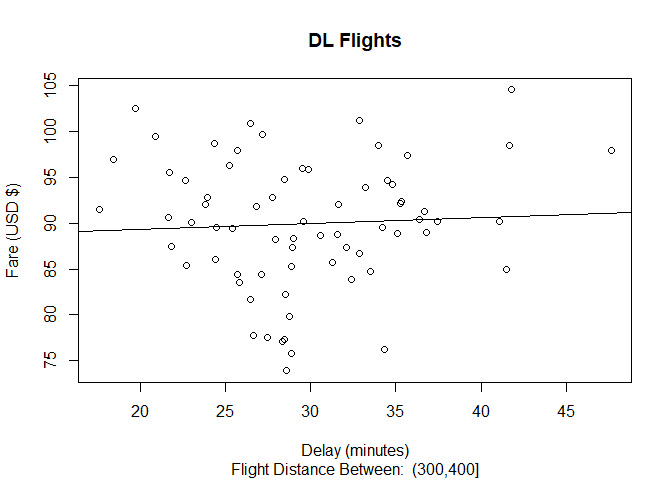 DL Flights
105
100
95
90
85
80
75
Fare (USD $)
20 25 30 35 40 45
Delay (minutes)
Flight Distance Between: (300,400]